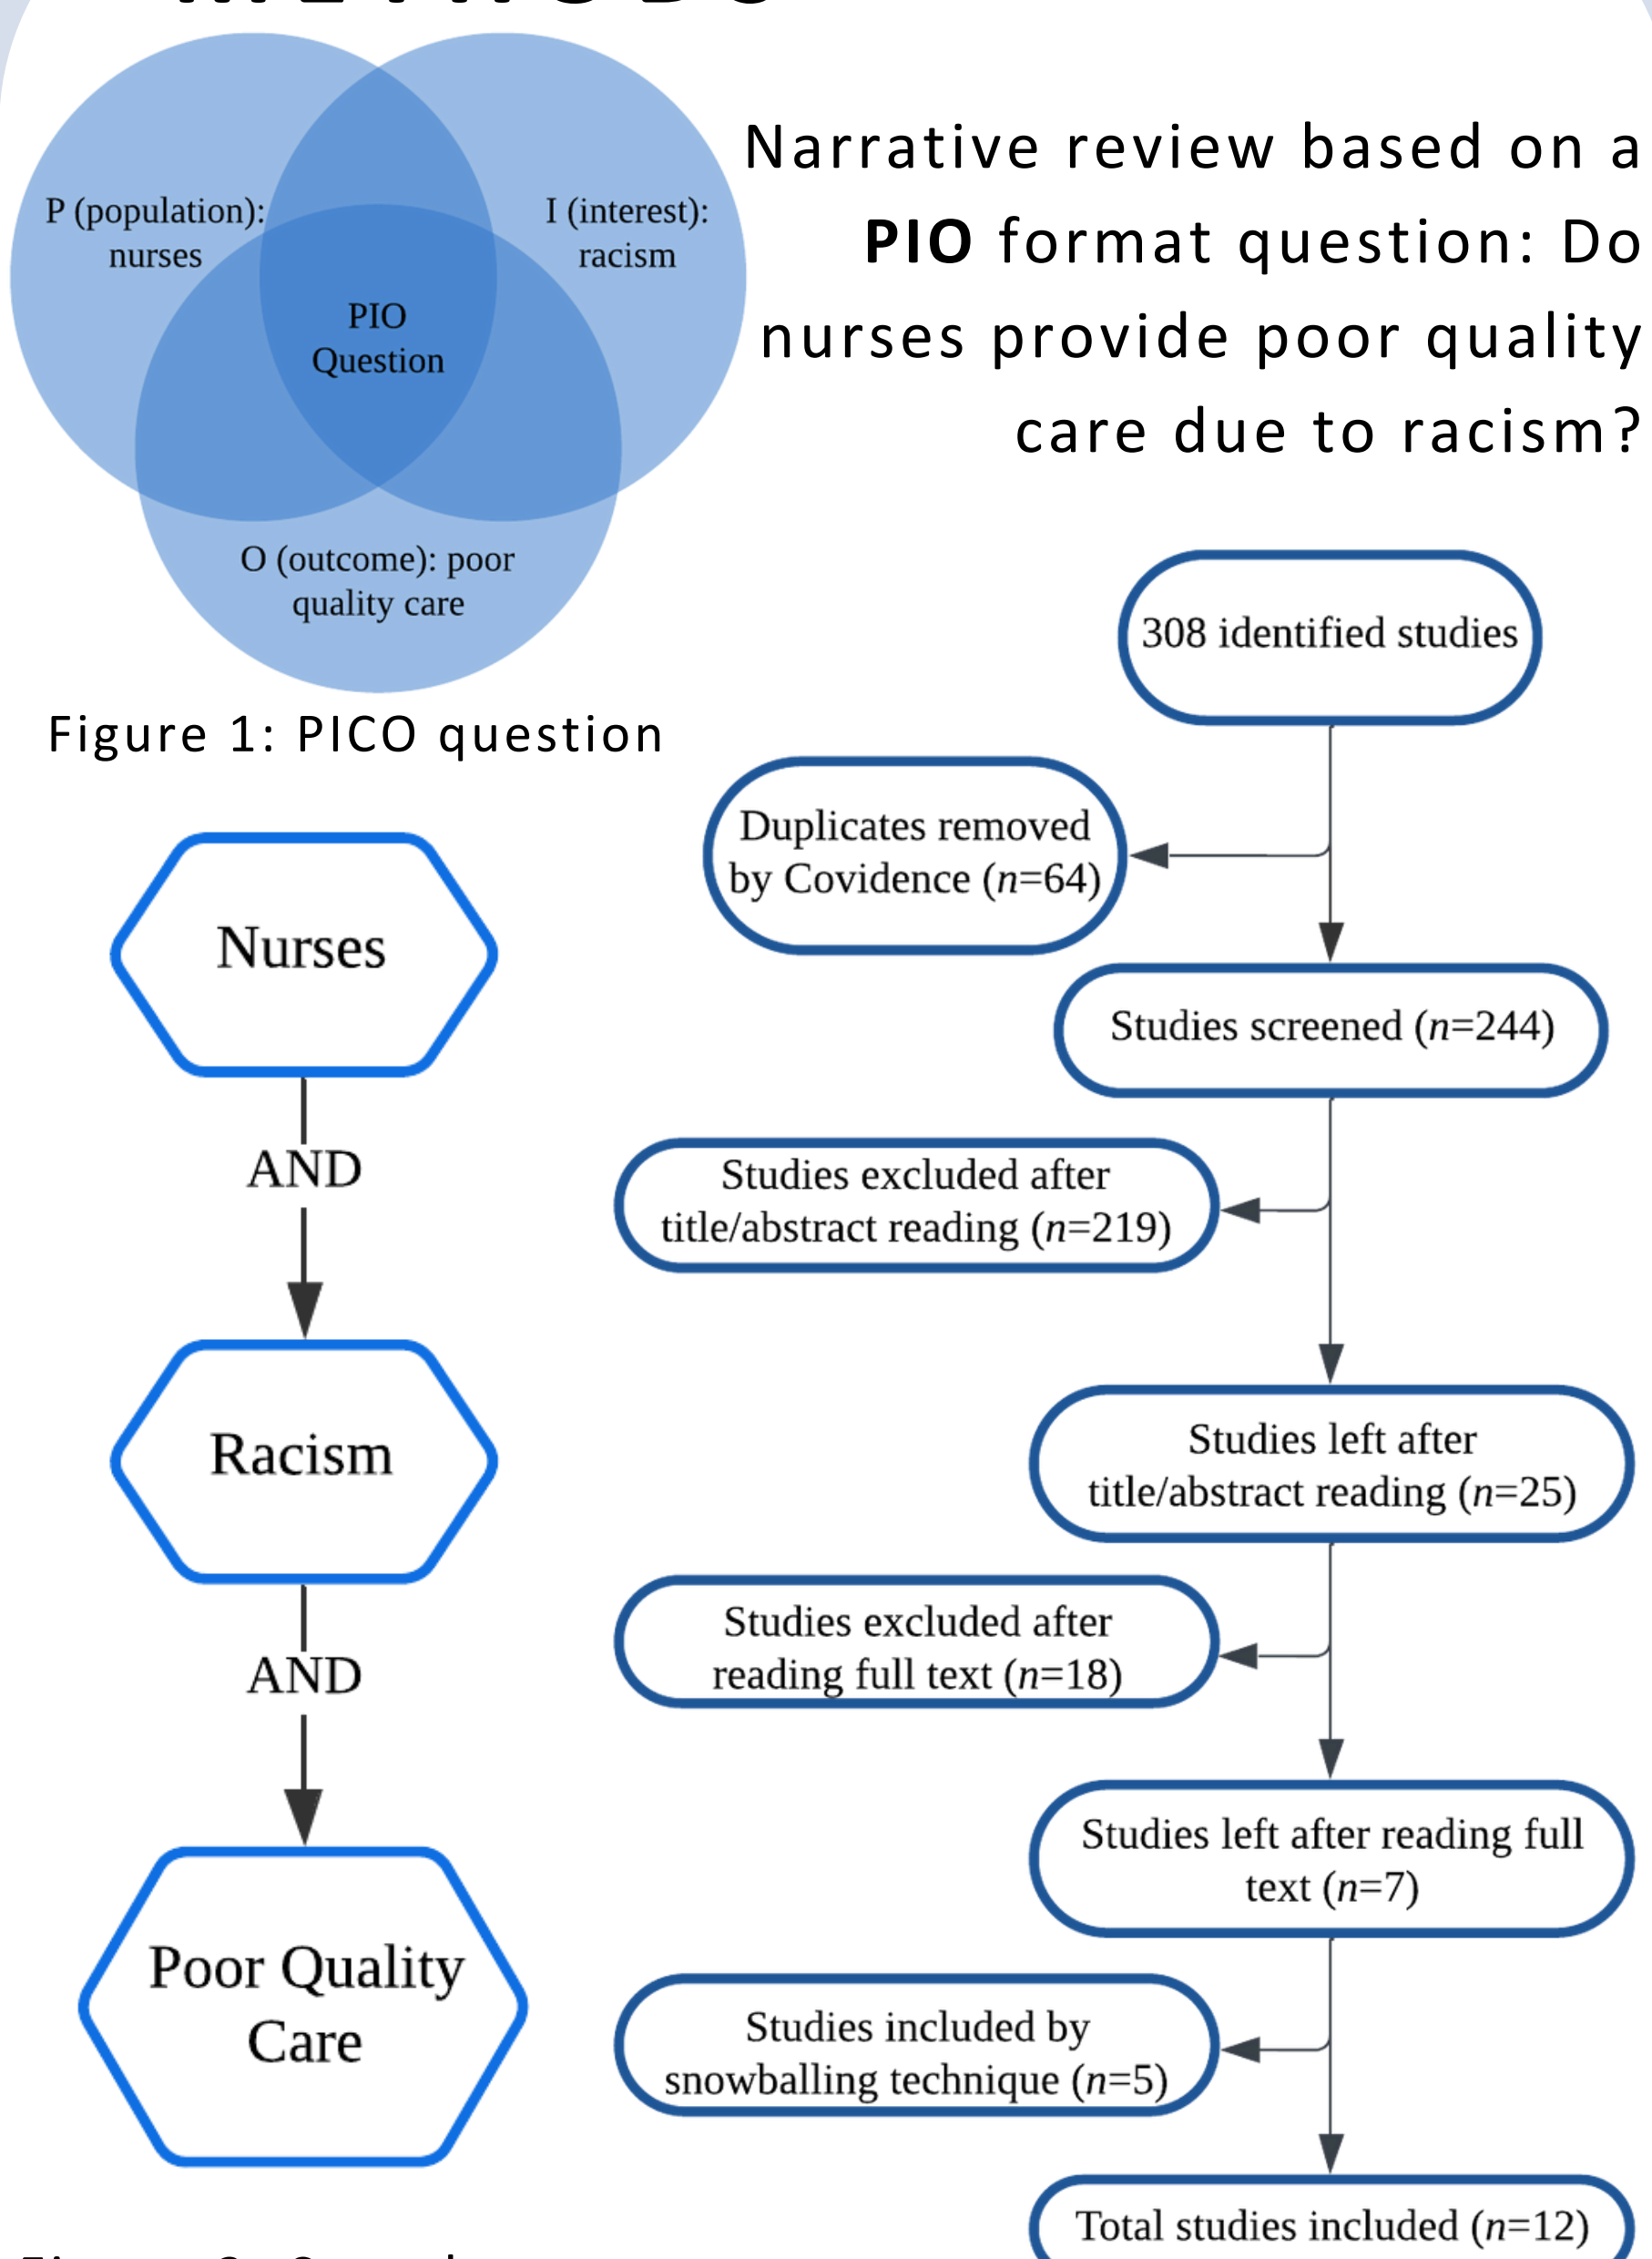 METHODS
P (population):
nurses
I (interest):
racism
PIO
Question
O (outcome): poor
quality care
Figure 1: PICO question
Narrative review based on a
PIO format question: Do
nurses provide poor quality
care due to racism?
Nurses
AND
Racism
AND
Poor Quality
Care
308 identified studies
Duplicates removed
by Covidence (n=64)
Studies screened (n=244)
Studies excluded after
title/abstract reading (n=219)
Studies left after
title/abstract reading (n=25)
Studies excluded after
reading full text (n=18)
Studies left after reading full
text (n=7)
Studies included by
snowballing technique (n=5)
Total studies included (n=12)